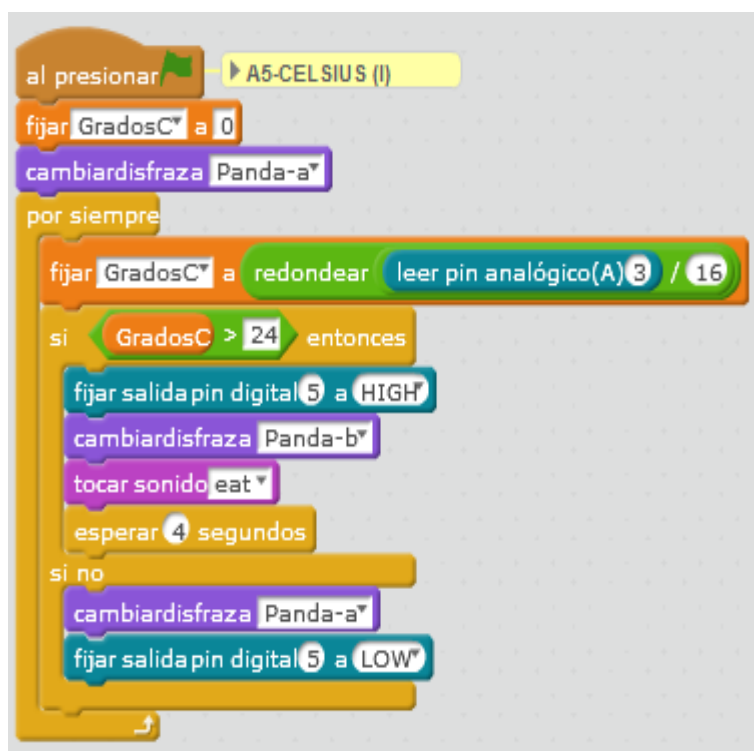 al presionar A5-CELSIUS (I)
fijar GradosC a 0
cambiardisfraza Panda-a
por siempre
fijar GradosC a redondear leer pin analógico(A) 3 / 16
si GradosC > 24 entonces
fijar salida pin digital 5 a HIGH
cambiardisfraza Panda-b
tocar sonido eat
esperar 4 segundos
si no
cambiardisfraza Panda-a
fijar salida pin digital 5 a LOW